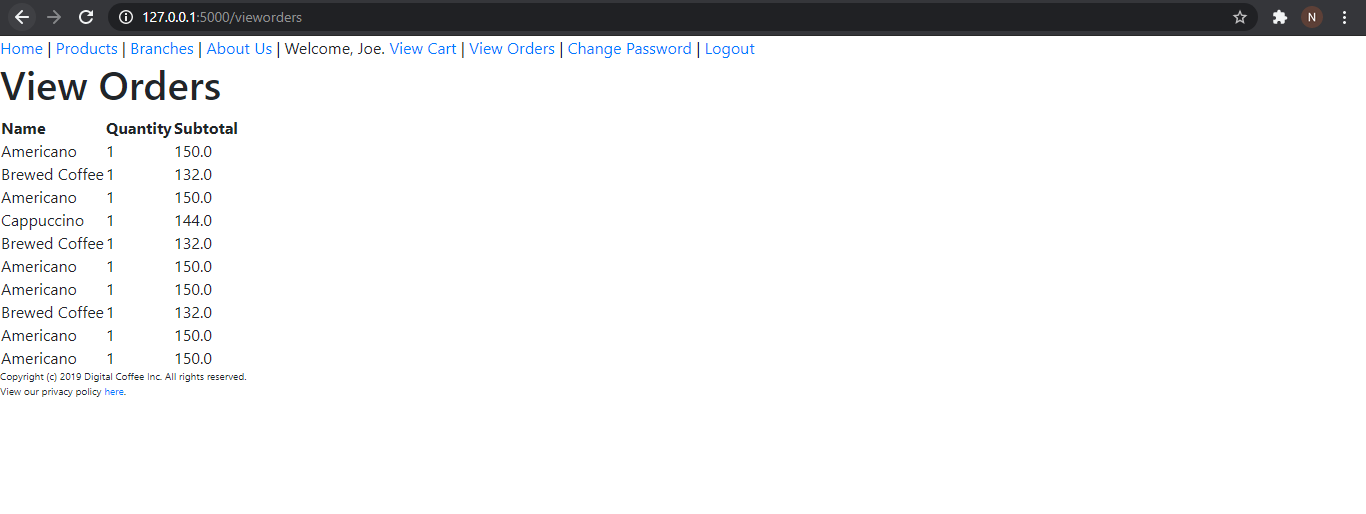 127.0.0.1:5000/vieworders
N
Home | Products | Branches | About Us | Welcome, Joe. View Cart | View Orders | Change Password | Logout
View Orders
Name Quantity Subtotal
Americano 1 150.0
Brewed Coffee 1 132.0
Americano 1 150.0
Cappuccino 1 144.0
Brewed Coffee 1 132.0
Americano 1 150.0
Americano 1 150.0
Brewed Coffee 1 132.0
Americano 1 150.0
Americano 1 150.0
Copyright (c) 2019 Digital Coffee Inc. All rights reserved.
View our privacy policy here.